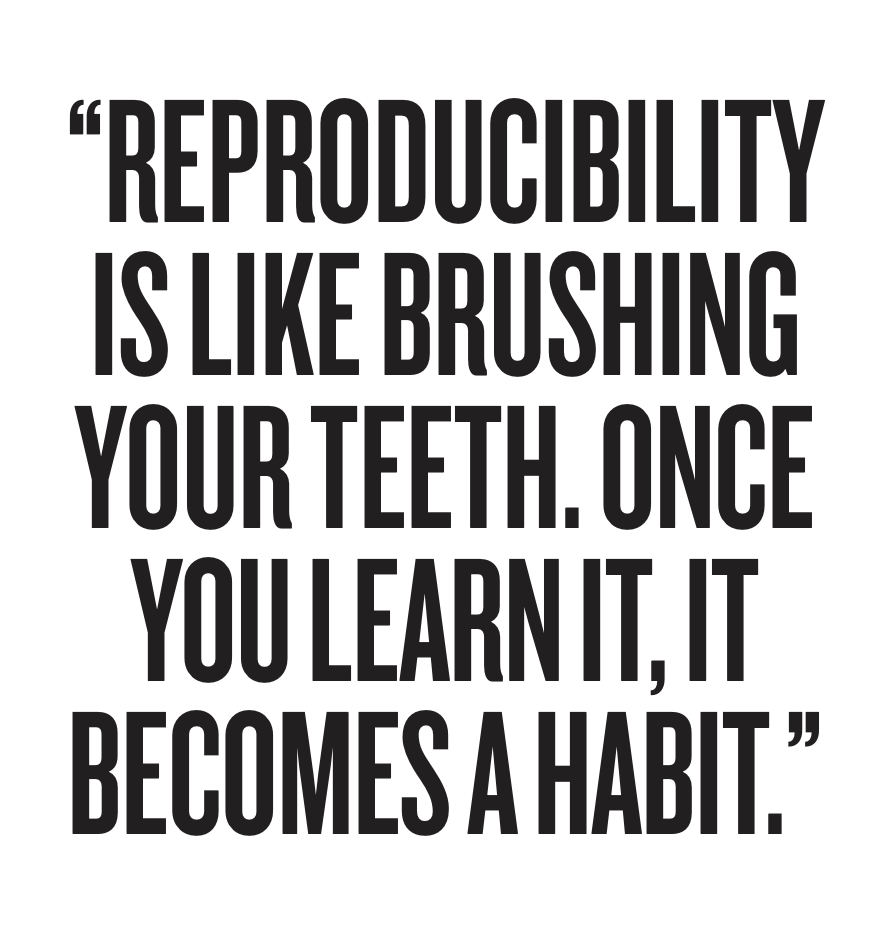 “REPRODUCIBILITY
IS LIKE BRUSHING
YOUR TEETH. ONCE
YOU LEARN IT, IT
BECOMES A HABIT.”